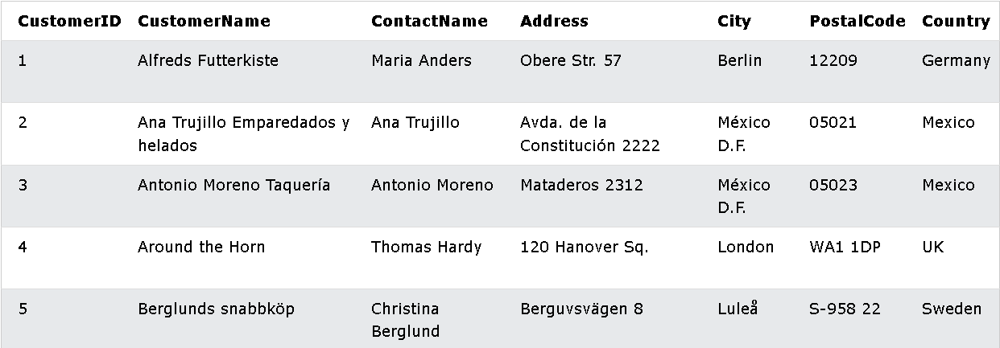 CustomerID CustomerName ContactName Address City PostalCode Country
1 Alfreds Futterkiste Maria Anders Obere Str. 57 Berlin 12209 Germany
2 Ana Trujillo Emparedados y Ana Trujillo Avda. de la México 05021 Mexico
helados Constitución 2222 D.F.
3 Antonio Moreno Taquería Antonio Moreno Mataderos 2312 México 05023 Mexico
D.F.
4 Around the Horn Thomas Hardy 120 Hanover Sq. London WA1 1DP UK
5 Berglunds snabbköp Christina Berguvsvägen 8 Luleå S-958 22 Sweden
Berglund